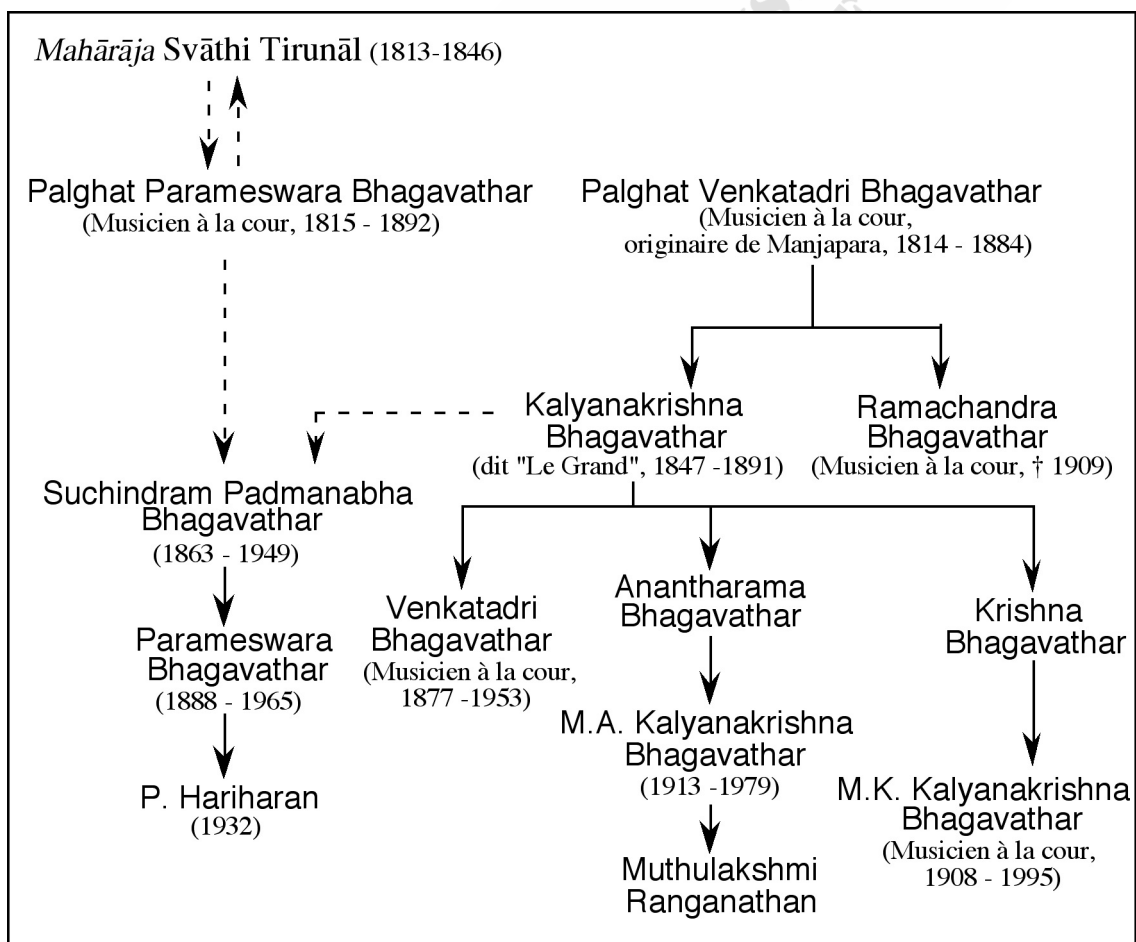 Mahārāja Svāthi Tirunāl (1813-1846)
Palghat Parameswara Bhagavathar
(Musicien à la cour, 1815 - 1892)
Palghat Venkatadri Bhagavathar
(Musicien à la cour,
originaire de Manjapara, 1814 - 1884)
Kalyanakrishna
Bhagavathar
(dit "Le Grand", 1847 -1891)
Ramachandra
Bhagavathar
(Musicien à la cour, † 1909)
Suchindram Padmanabha
Bhagavathar
(1863 - 1949)
Venkatadri
Bhagavathar
(Musicien à la cour,
1877 -1953)
Anantharama
Bhagavathar
Krishna
Bhagavathar
Parameswara
Bhagavathar
(1888 - 1965)
M.A. Kalyanakrishna
Bhagavathar
(1913 -1979)
P. Hariharan
(1932)
M.K. Kalyanakrishna
Bhagavathar
(Musicien à la cour,
1908 - 1995)
Muthulakshmi
Ranganathan